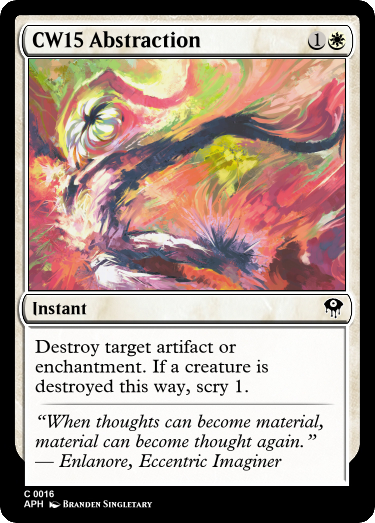 CW15 Abstraction 1
Instant
Destroy target artifact or
enchantment. If a creature is
destroyed this way, scry 1.
“When thoughts can become material,
material can become thought again.”
— Enlanore, Eccentric Imaginer
C 0016
APH Branden Singletary